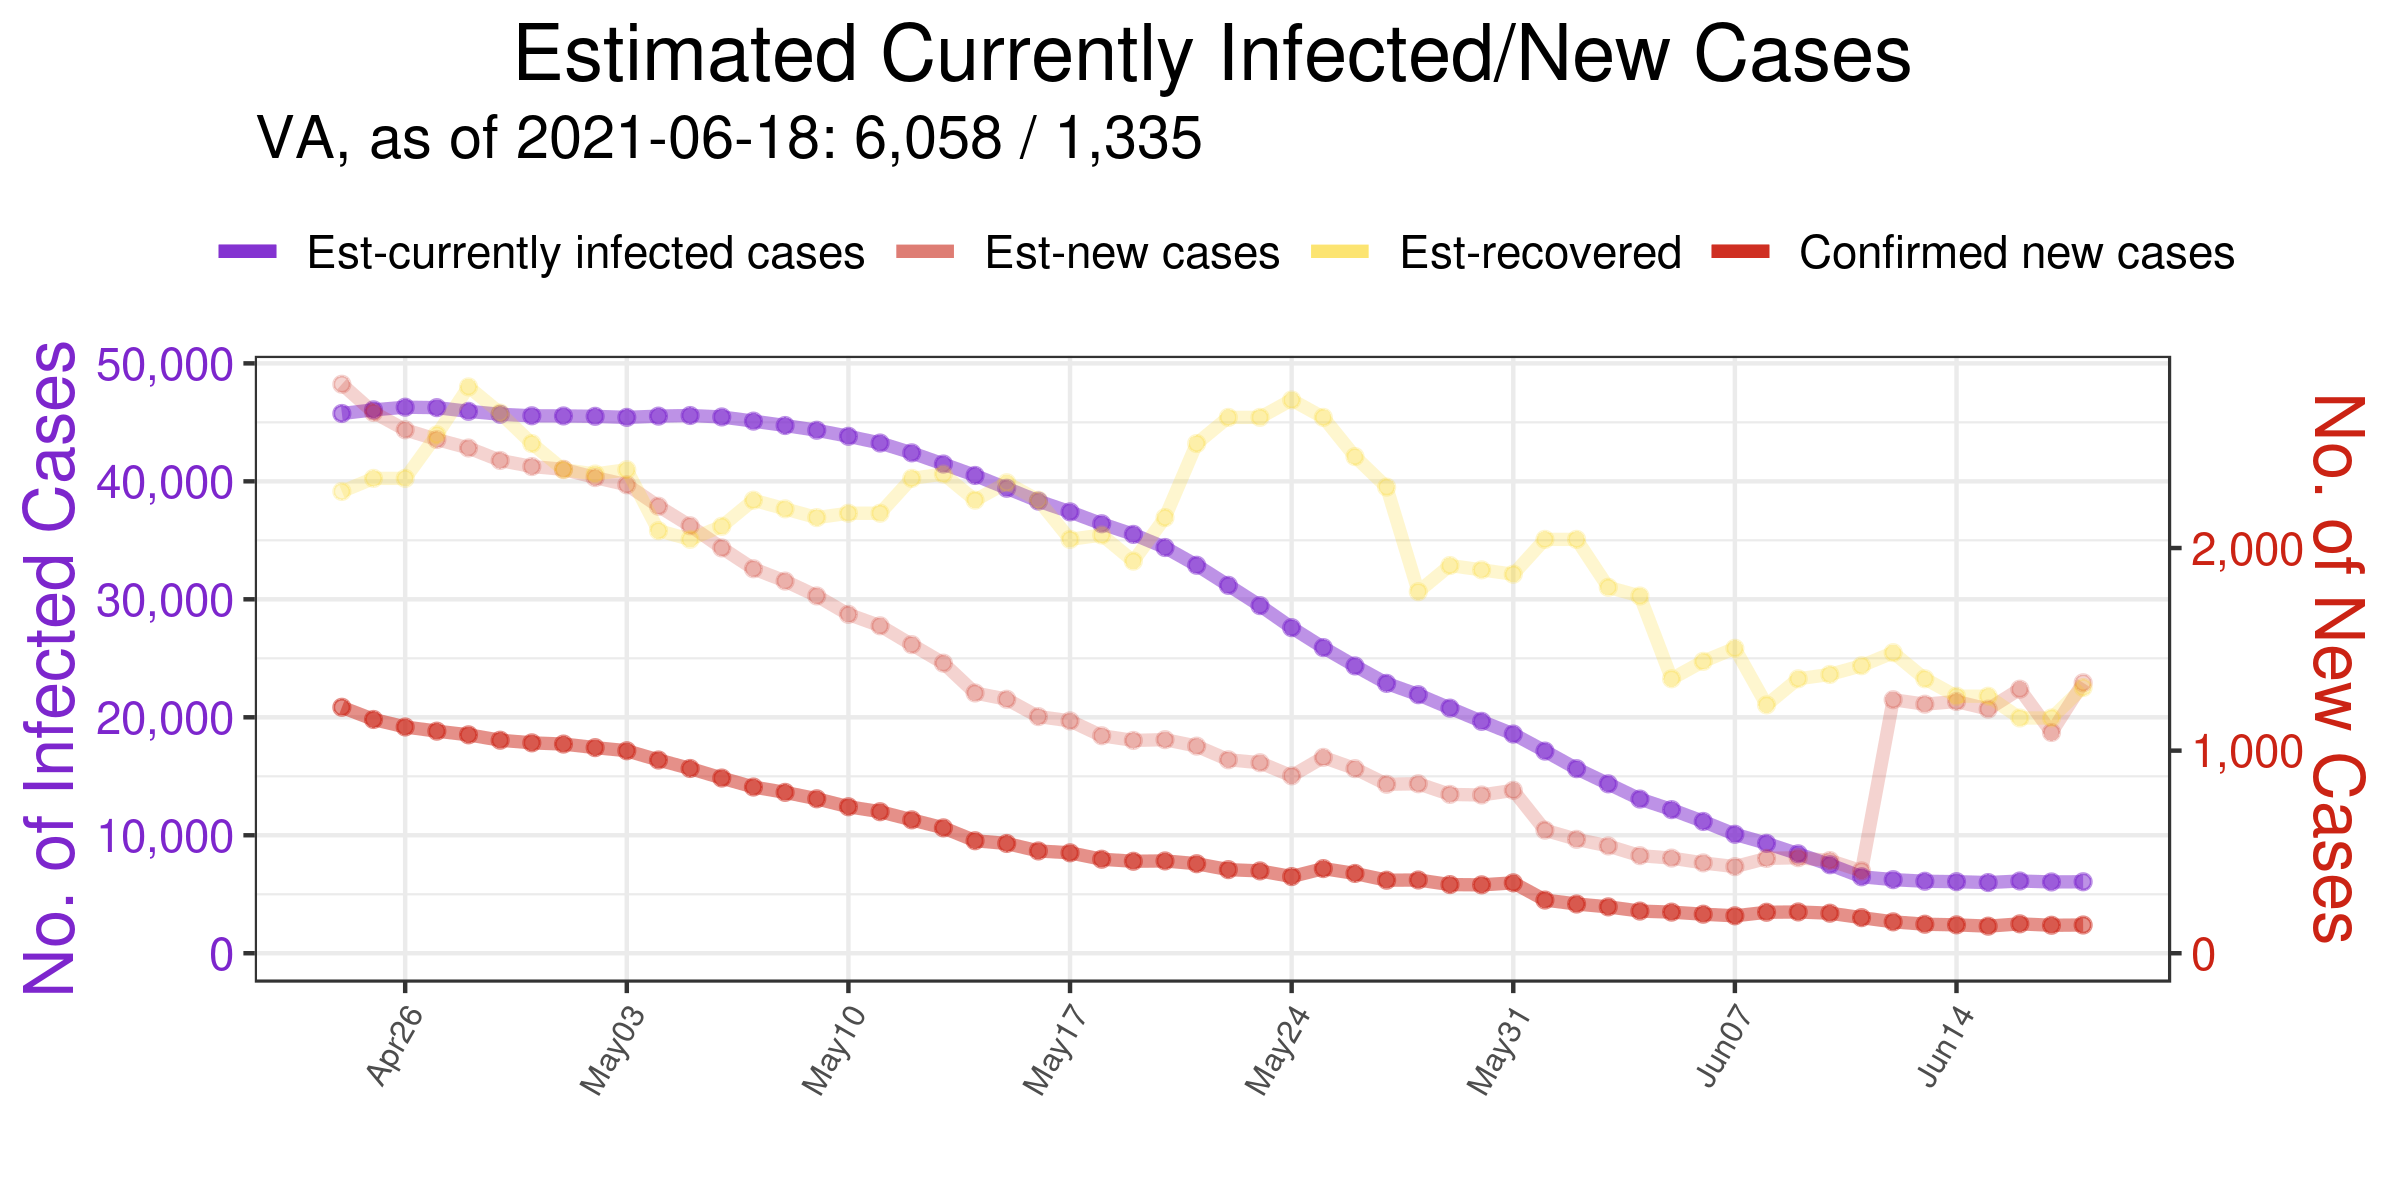 Estimated Currently Infected/New Cases
VA, as of 2021-06-18: 6,058 / 1,335
Est-currently infected cases Est-new cases Est-recovered Confirmed new cases
No. of Infected Cases
50,000
40,000
30,000
20,000
10,000
0
2,000
1,000
0
No. of New Cases
Apr26 May03 May10 May17 May24 May31 Jun07 Jun14